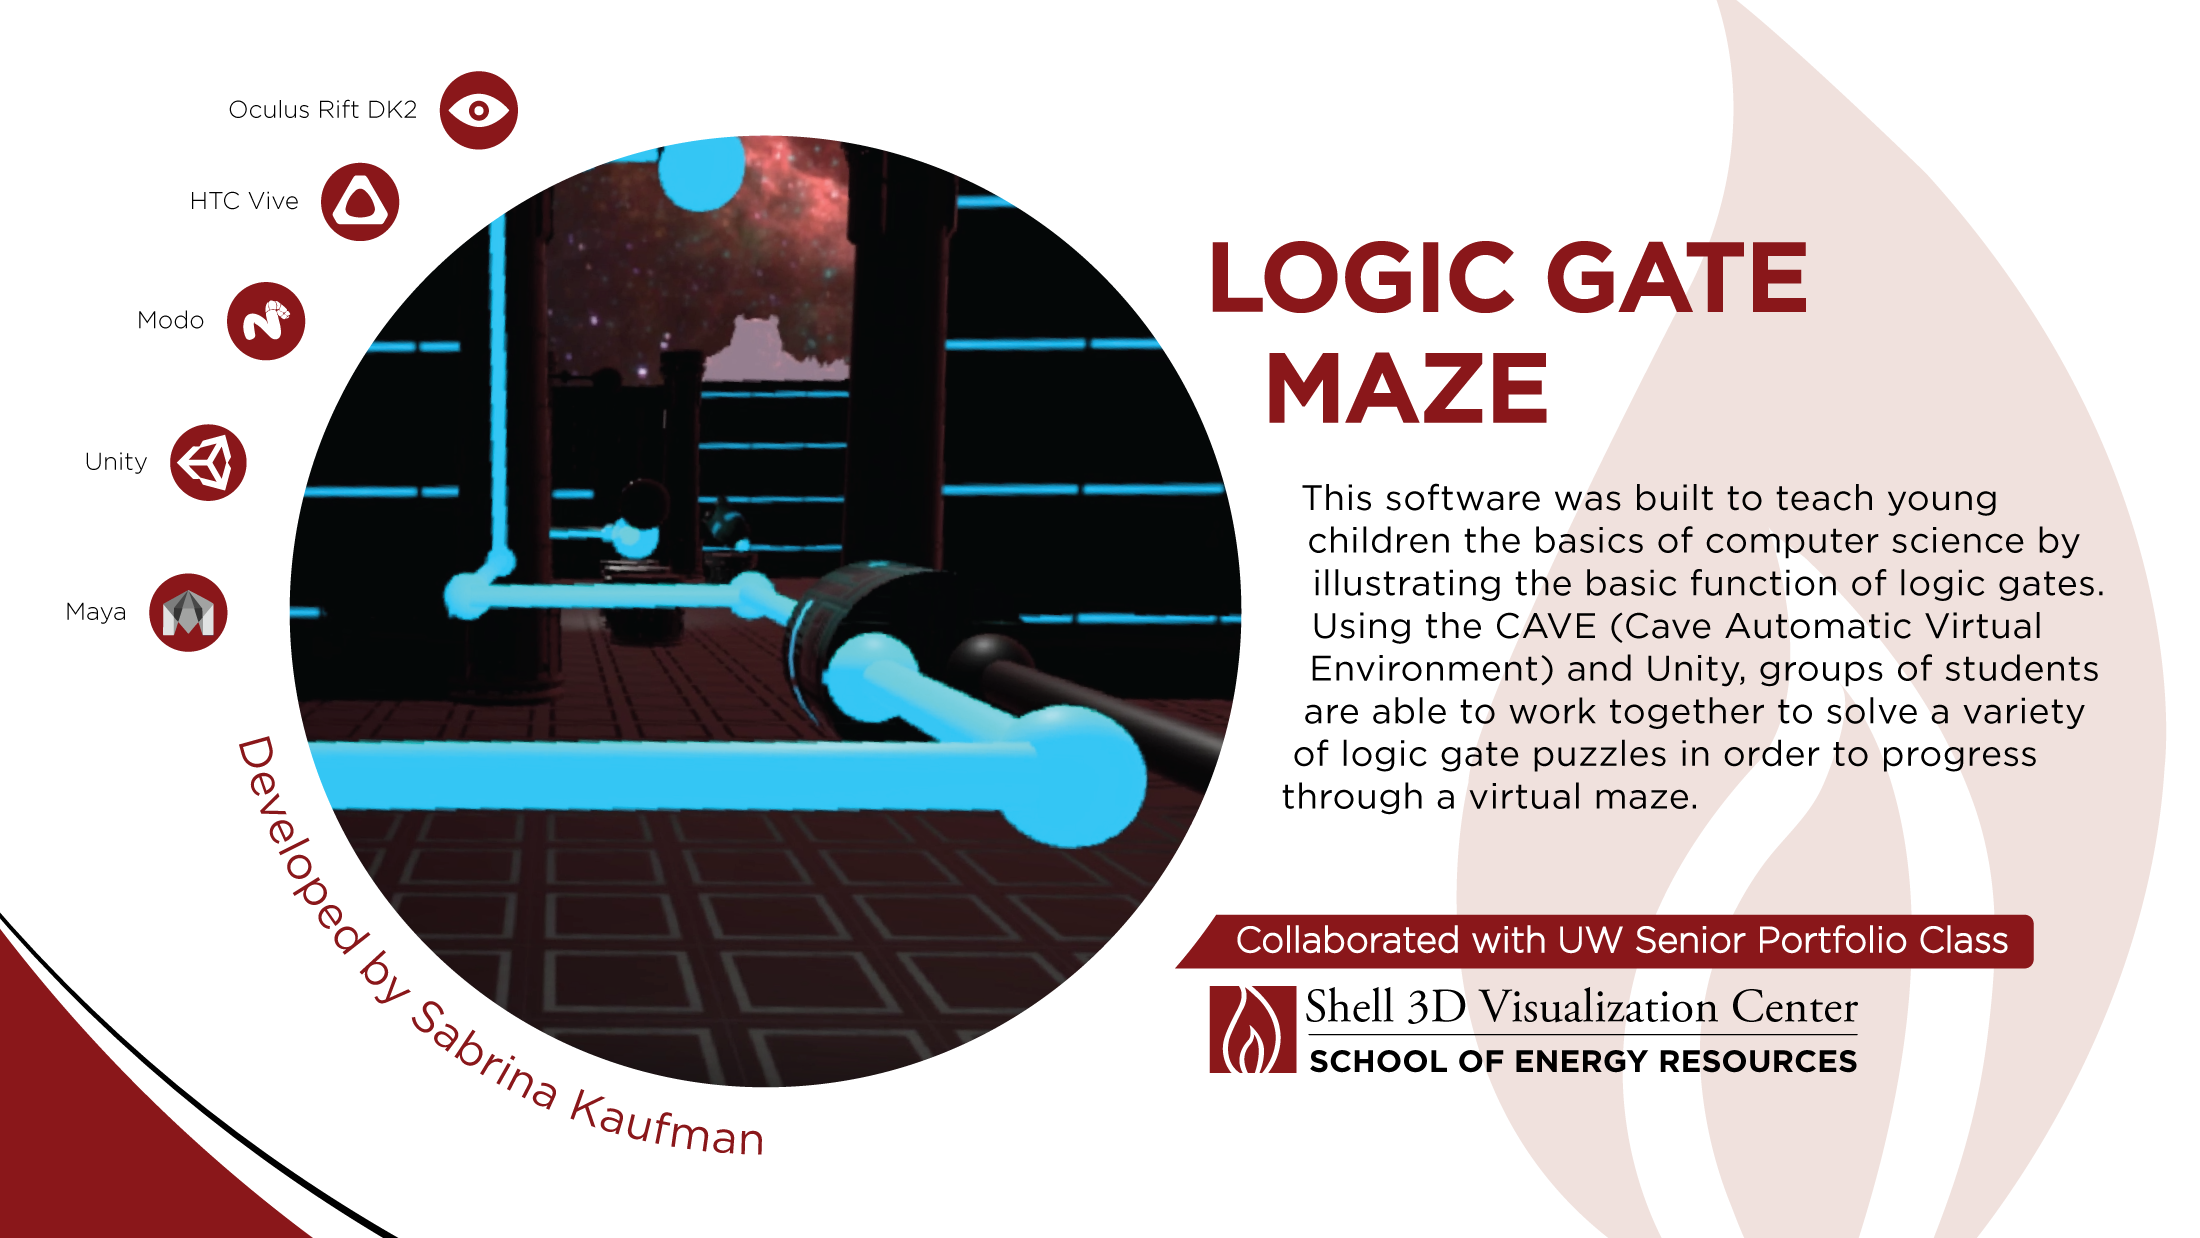 Oculus Rift DK2
HTC Vive
Modo
Unity
Maya
Developed by Sabrina Kaufman
LOGIC GATE
MAZE
This software was built to teach young
children the basics of computer science by
illustrating the basic function of logic gates.
Using the CAVE (Cave Automatic Virtual
Environment) and Unity, groups of students
are able to work together to solve a variety
of logic gate puzzles in order to progress
through a virtual maze.
Collaborated with UW Senior Portfolio Class
Shell 3D Visualization Center
SCHOOL OF ENERGY RESOURCES